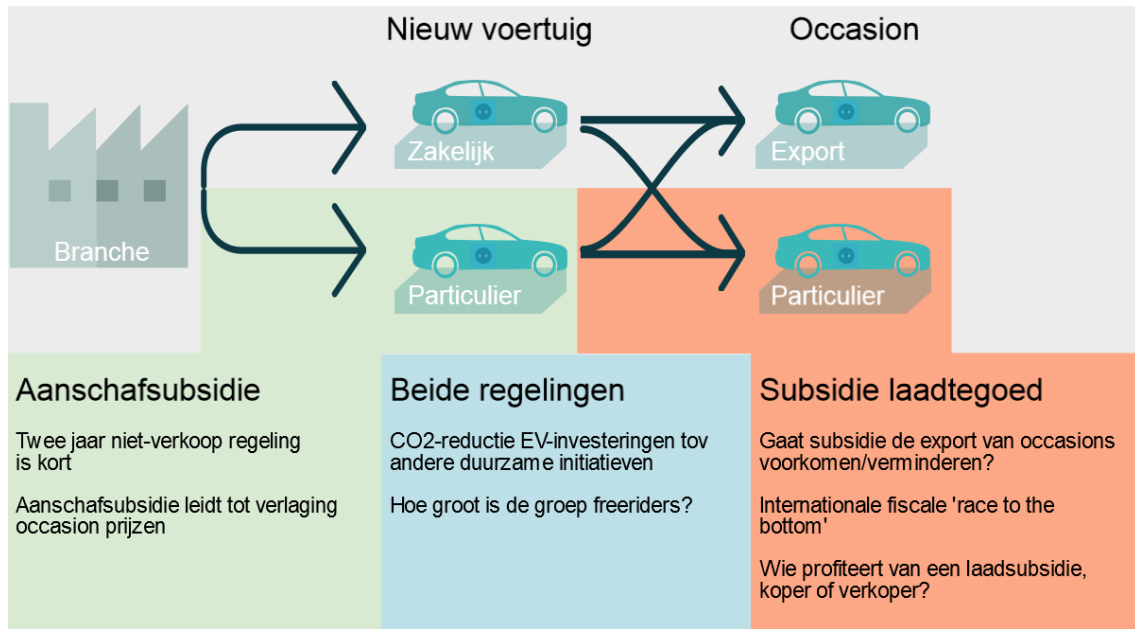 Nieuw voertuig
Occasion
Zakelijk
Export
Branche
Particulier
Particulier
Aanschafsubsidie
Twee jaar niet-verkoop regeling
is kort
Aanschafsubsidie leidt tot verlaging
occasion prijzen
Beide regelingen
CO2-reductie EV-investeringen tov
andere duurzame initiatieven
Hoe groot is de groep freeriders?
Subsidie laadtegoed
Gaat subsidie de export van occasions
voorkomen/verminderen?
Internationale fiscale 'race to the
bottom'
Wie profiteert van een laadsubsidie,
koper of verkoper?